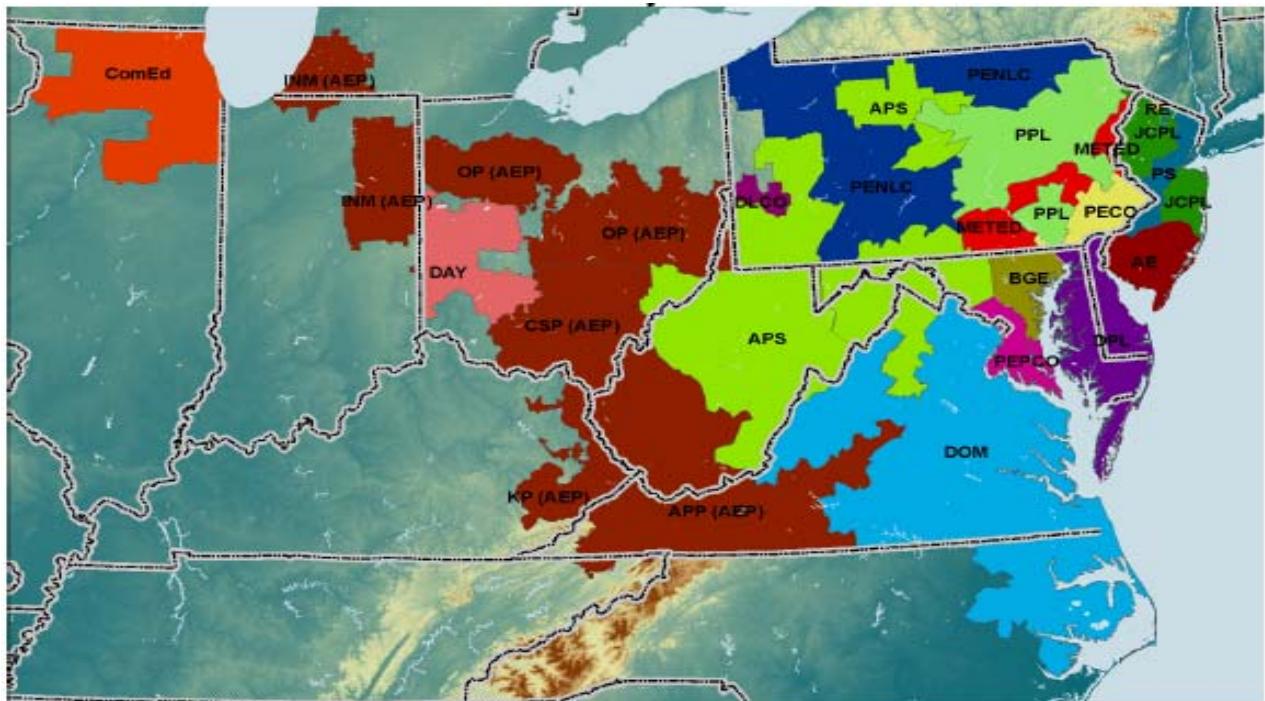 ComEd
INM (AEP)
PENLC
APS
RE
JCPL
PPL
METED
OP (AEP)
PS
PENLC
INM (AEP)
DLCO
JCPL
PPL
PECO
METED
OP (AEP)
AE
DAY
BGE
CSP (AEP)
APS
DPL
PEPCO
DOM
KP (AEP)
APP (AEP)